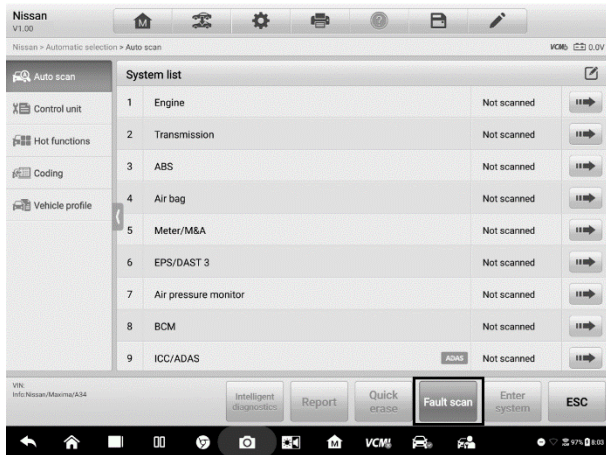 Nissan
V1.00
Nissan > Automatic selection > Auto scan
VCMI 0.0V
Auto scan
Control unit
Hot functions
Coding
Vehicle profile
System list
1 Engine Not scanned
2 Transmission Not scanned
3 ABS Not scanned
4 Air bag Not scanned
5 Meter/M&A Not scanned
6 EPS/DAST 3 Not scanned
7 Air pressure monitor Not scanned
8 BCM Not scanned
9 ICC/ADAS ADAS Not scanned
VIN:
Info:Nissan/Maxima/A34
Intelligent
diagnostics
Report
Quick
erase
Fault scan
Enter
system
ESC
VCMI
97% 8:03